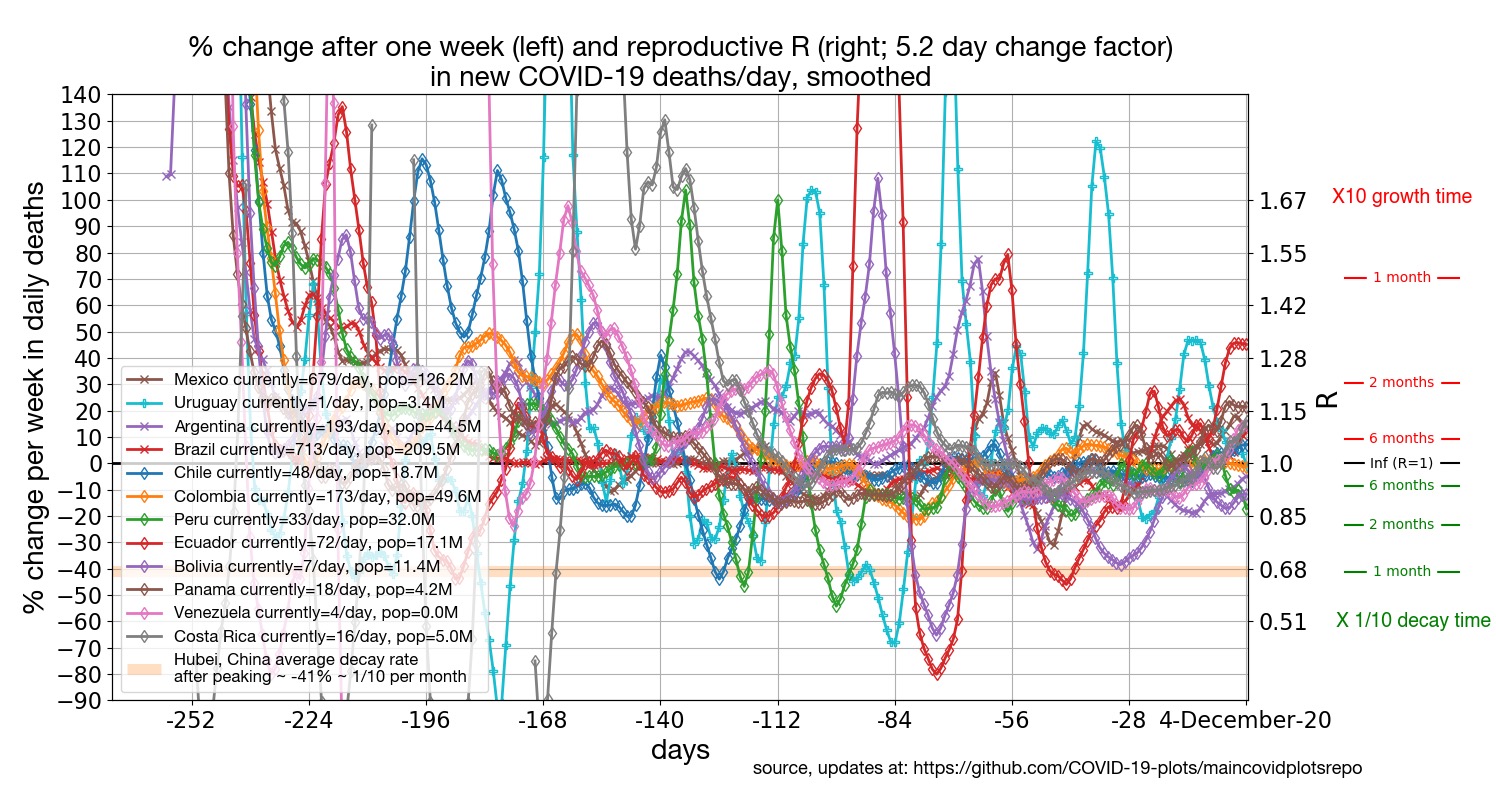 % change after one week (left) and reproductive R (right; 5.2 day change factor)
in new COVID-19 deaths/day, smoothed
% change per week in daily deaths
140
130
120
110
100
90
80
70
60
50
40
30
20
10
0
−10
−20
−30
−40
−50
−60
−70
−80
−90
Mexico currently=679/day, pop=126.2M
Uruguay currently=1/day, pop=3.4M
Argentina currently=193/day, pop=44.5M
Brazil currently=713/day, pop=209.5M
Chile currently=48/day, pop=18.7M
Colombia currently=173/day, pop=49.6M
Peru currently=33/day, pop=32.0M
Ecuador currently=72/day, pop=17.1M
Bolivia currently=7/day, pop=11.4M
Panama currently=18/day, pop=4.2M
Venezuela currently=4/day, pop=0.0M
Costa Rica currently=16/day, pop=5.0M
Hubei, China average decay rate
after peaking ~ -41% ~ 1/10 per month
-252 -224 -196 -168 -140 -112 -84 -56 -28 4-December-20
days
1.67
1.55
1.42
1.28
1.15
1.0
0.85
0.68
0.51
R
X10 growth time
1 month
2 months
6 months
Inf (R=1)
6 months
2 months
1 month
X 1/10 decay time
source, updates at: https://github.com/COVID-19-plots/maincovidplotsrepo